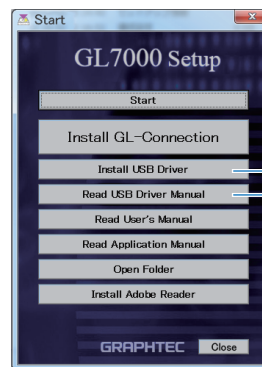 Start
GL7000 Setup
Start
Install GL-Connection
Install USB Driver
Read USB Driver Manual
Read User's Manual
Read Application Manual
Open Folder
Install Adobe Reader
GRAPHTEC
Close